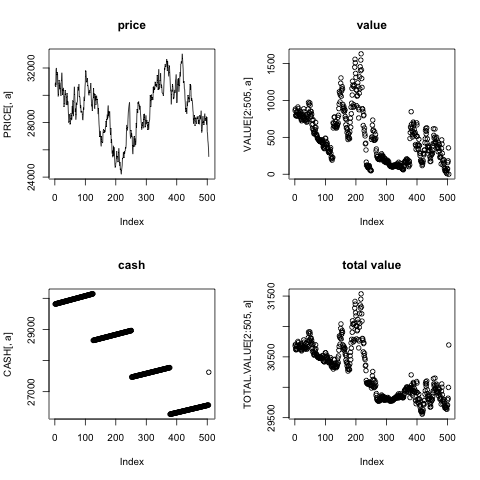 price
PRICE[, a]
24000 28000 32000
0 100 200 300 400 500
Index
value
VALUE[2:505, a]
0 500 1000 1500
0 100 200 300 400 500
Index
cash
CASH[, a]
27000 29000
0 100 200 300 400 500
Index
total value
TOTAL.VALUE[2:505, a]
29500 30500 31500
0 100 200 300 400 500
Index